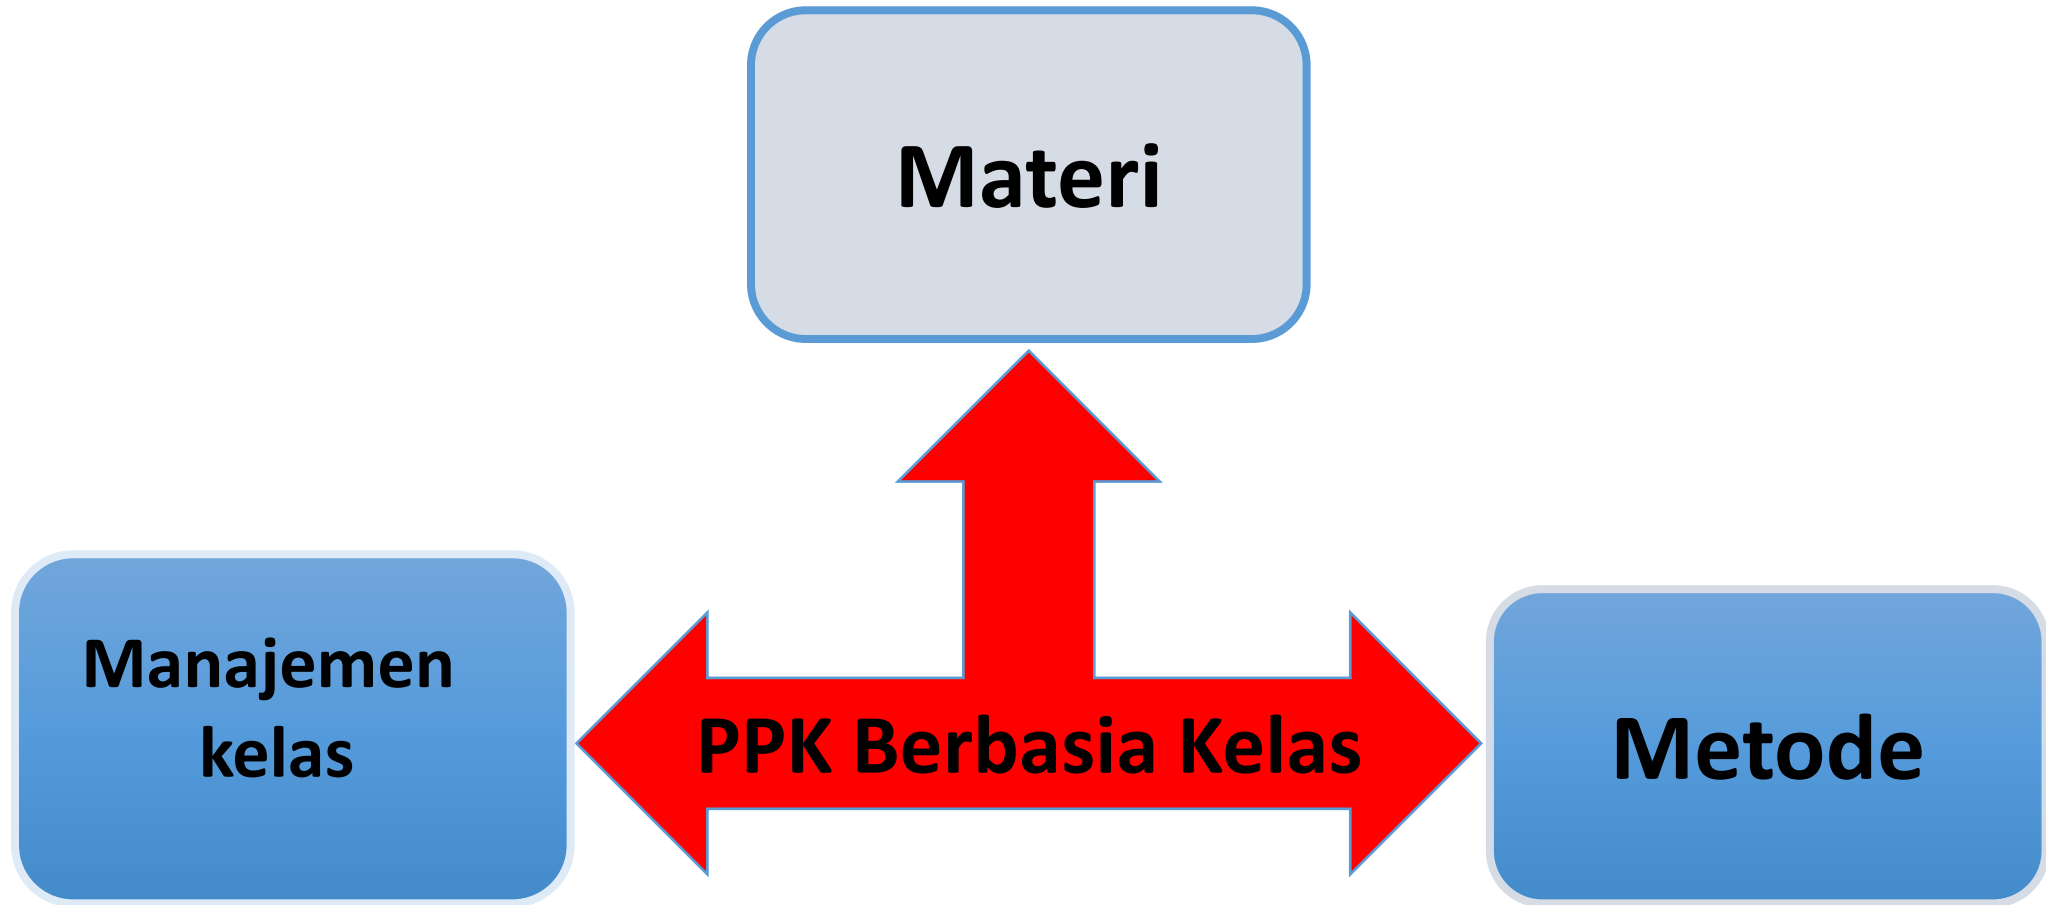 Materi
Manajemen
kelas
PPK Berbasia Kelas
Metode